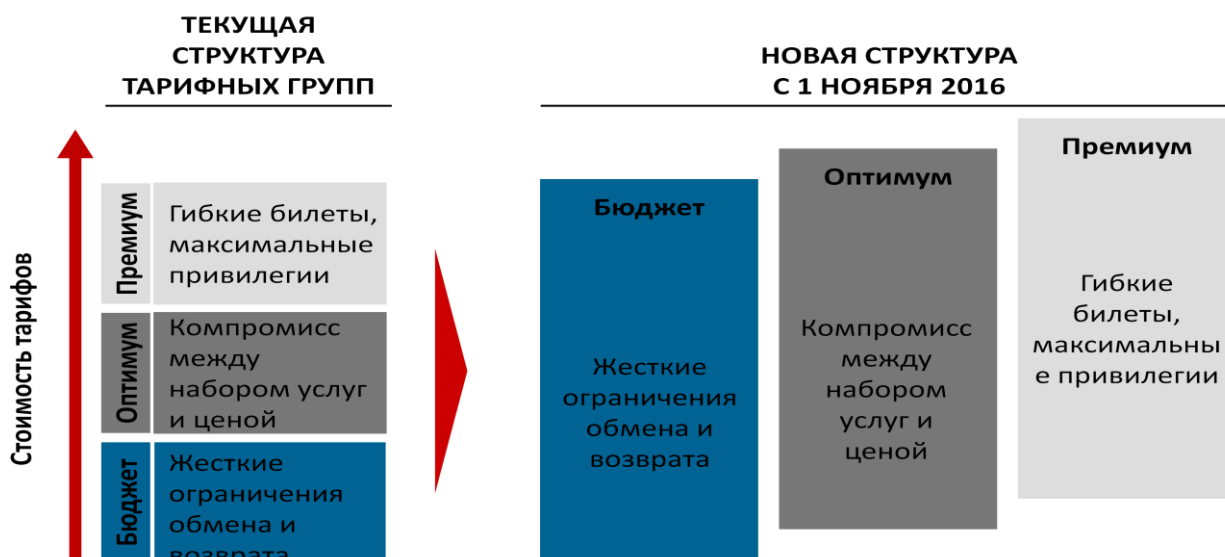 ТЕКУЩАЯ
СТРУКТУРА
ТАРИФНЫХ ГРУПП
НОВАЯ СТРУКТУРА
С 1 НОЯБРЯ 2016
Стоимость тарифов
Премиум
Гибкие билеты,
максимальные
привилегии
Оптимум
Компромисс
между
набором услуг
и ценой
Бюджет
Жесткие
ограничения
обмена и
возврата
Бюджет
Жесткие
ограничения
обмена и
возврата
Оптимум
Компромисс
между
набором
услуг и
ценой
Премиум
Гибкие
билеты,
максимальны
е привилегии